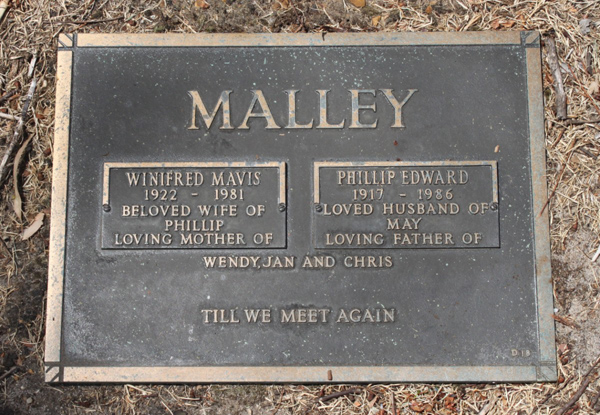 MALLEY
WINIFRED MAVIS
1922 - 1981
BELOVED WIFE OF
PHILLIP
LOVING MOTHER OF
PHILLIP EDWARD
1917 - 1986
LOVED HUSBAND OF
MAY
LOVING FATHER OF
WENDY, JAN AND CHRIS
TILL WE MEET AGAIN